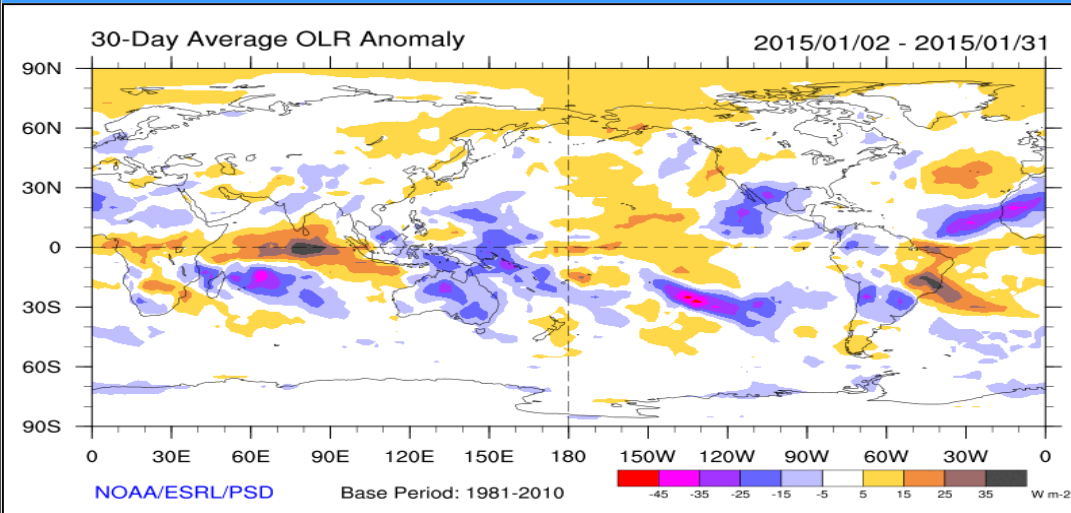 30-Day Average OLR Anomaly 2015/01/02 - 2015/01/31
90N
60N
30N
0
30S
60S
90S
0 30E 60E 90E 120E 150E 180 150W 120W 90W 60W 30W 0
NOAA/ESRL/PSD Base Period: 1981-2010
-45 -35 -25 -15 -5 5 15 25 35 W m-2